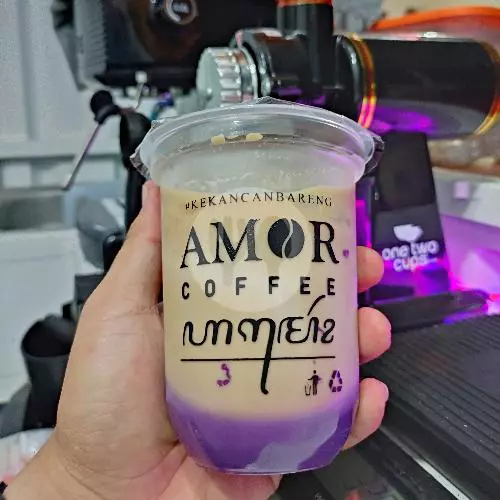 #KEKANCANBARENG
AMOR
COFFEE
one two
cups